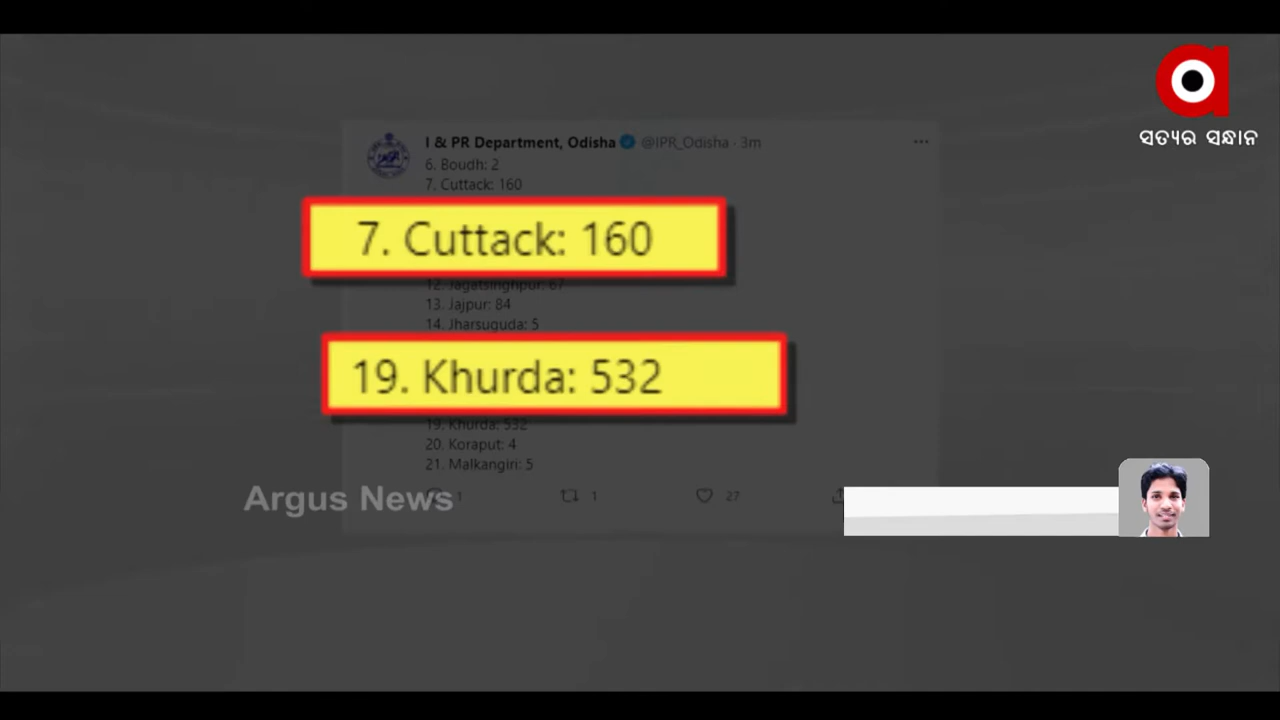 ସତ୍ୟର ସନ୍ଧାନ
I & PR Department, Odisha @IPR_Odisha · 3m
6. Boudh: 2
7. Cuttack: 160
7. Cuttack: 160
12. Jagatsinghpur: 67
13. Jajpur: 84
14. Jharsuguda: 5
19. Khurda: 532
19. Khurda: 532
20. Koraput: 4
21. Malkangiri: 5
1 1 27
Argus News